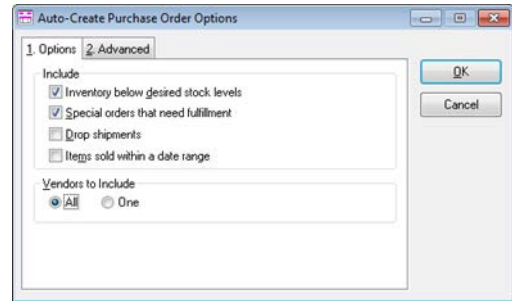 Auto-Create Purchase Order Options
1. Options 2. Advanced
Include
Inventory below desired stock levels
Special orders that need fulfillment
Drop shipments
Items sold within a date range
Vendors to Include
All One
OK
Cancel